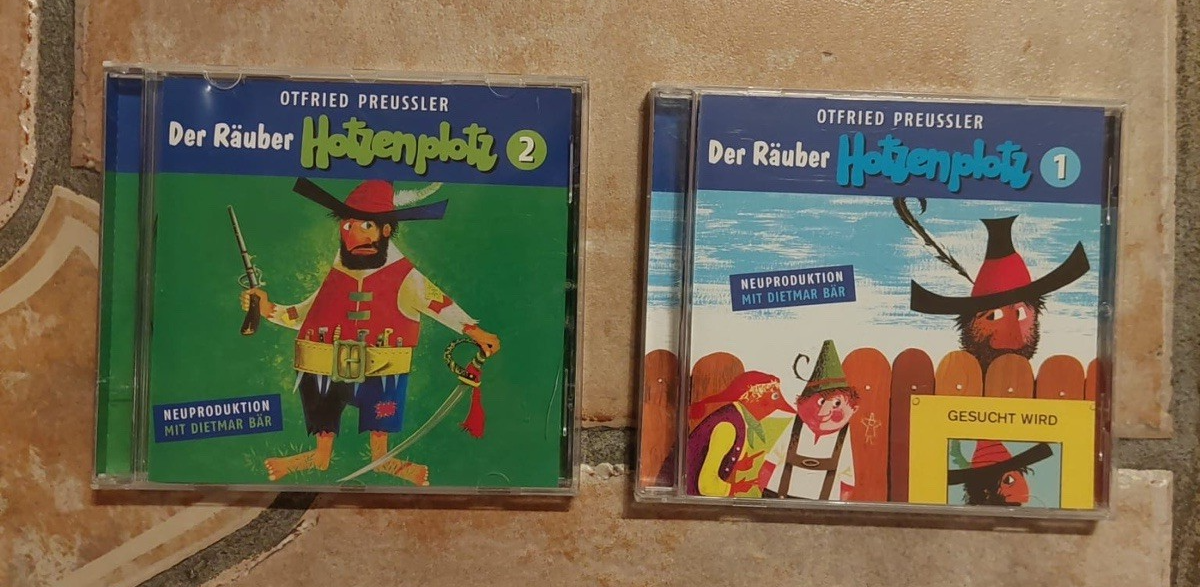 OTFRIED PREUSSLER
Der Räuber Hotzenplotz 2
NEUPRODUKTION
MIT DIETMAR BÄR
OTFRIED PREUSSLER
Der Räuber Hotzenplotz 1
NEUPRODUKTION
MIT DIETMAR BÄR
GESUCHT WIRD